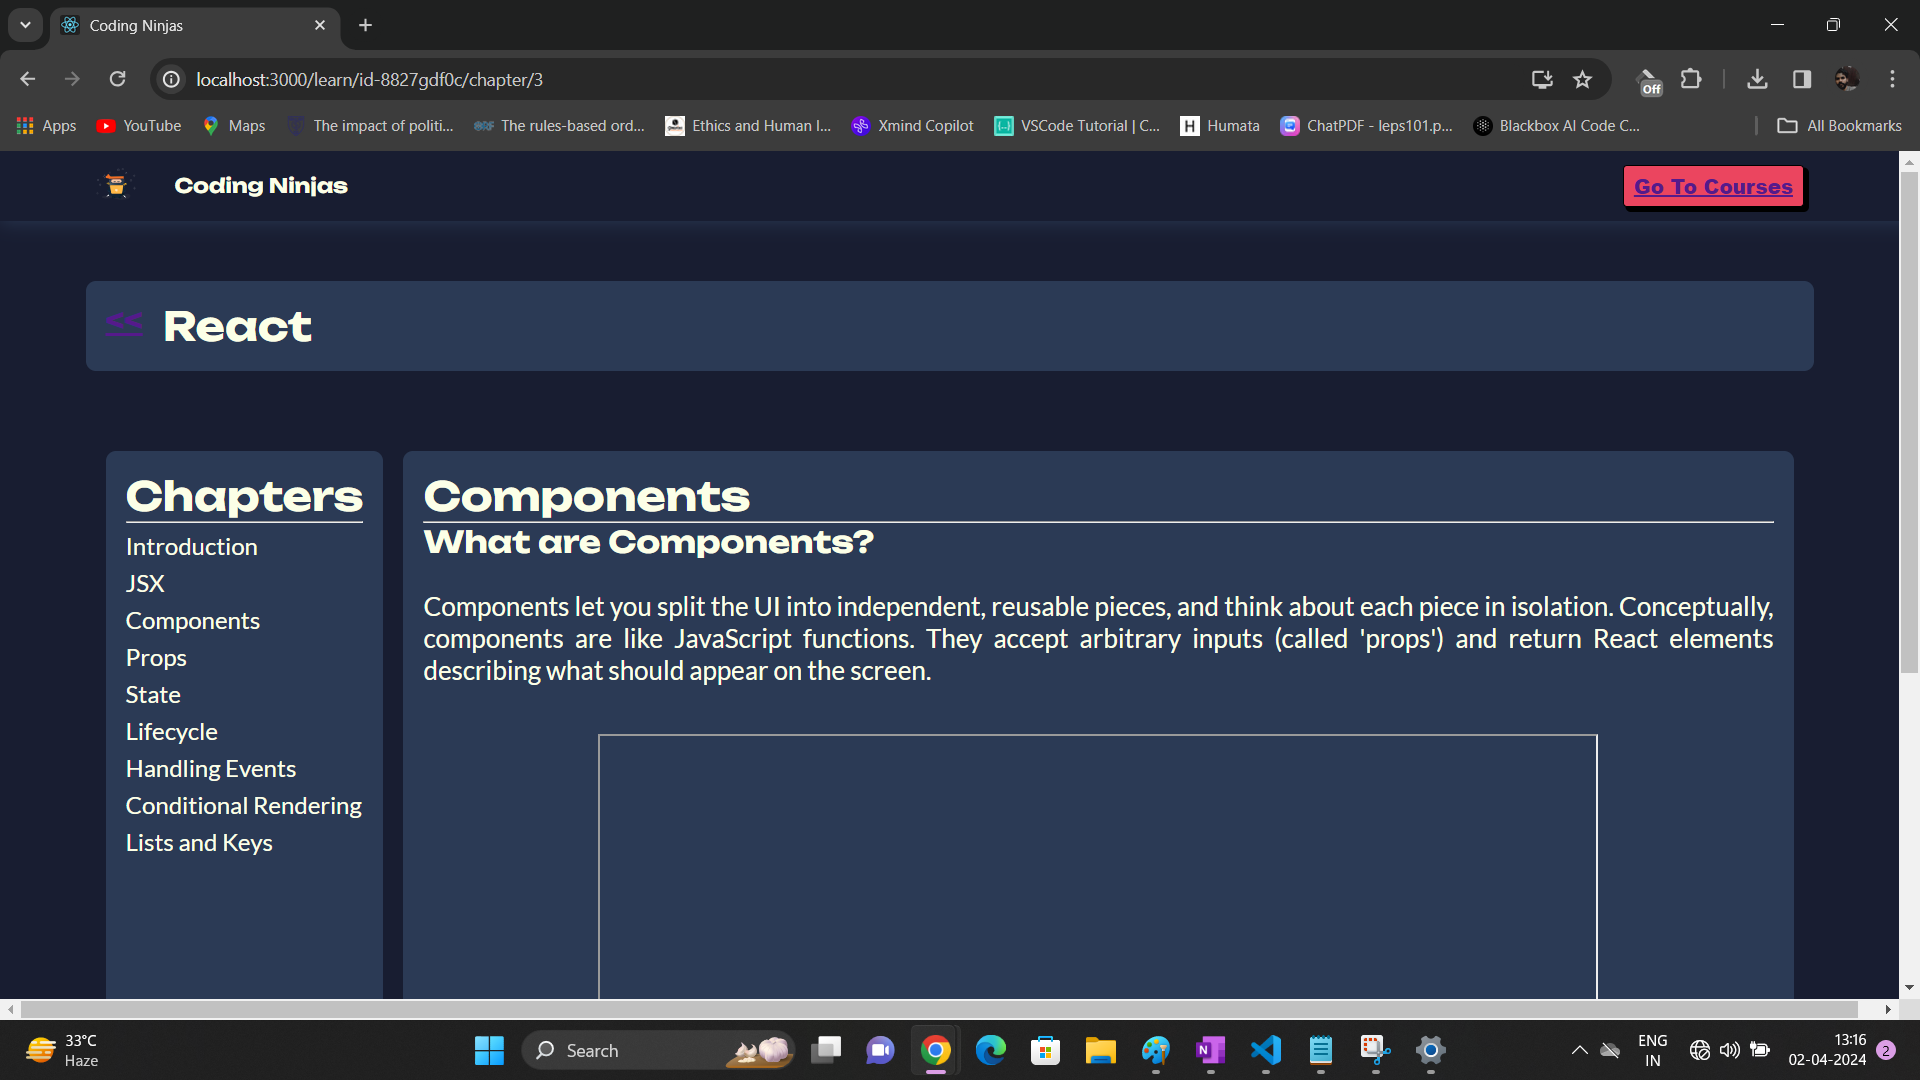 Coding Ninjas
localhost:3000/learn/id-8827gdf0c/chapter/3
Off
Apps YouTube Maps The impact of politi... The rules-based ord... Ethics and Human I... Xmind Copilot VSCode Tutorial | C... H Humata ChatPDF - leps101.p... Blackbox AI Code C... All Bookmarks
Coding Ninjas
Go To Courses
<< React
Chapters
Introduction
JSX
Components
Props
State
Lifecycle
Handling Events
Conditional Rendering
Lists and Keys
Components
What are Components?
Components let you split the UI into independent, reusable pieces, and think about each piece in isolation. Conceptually,
components are like JavaScript functions. They accept arbitrary inputs (called 'props') and return React elements
describing what should appear on the screen.
33°C
Haze
Search
ENG
IN
13:16
02-04-2024
2